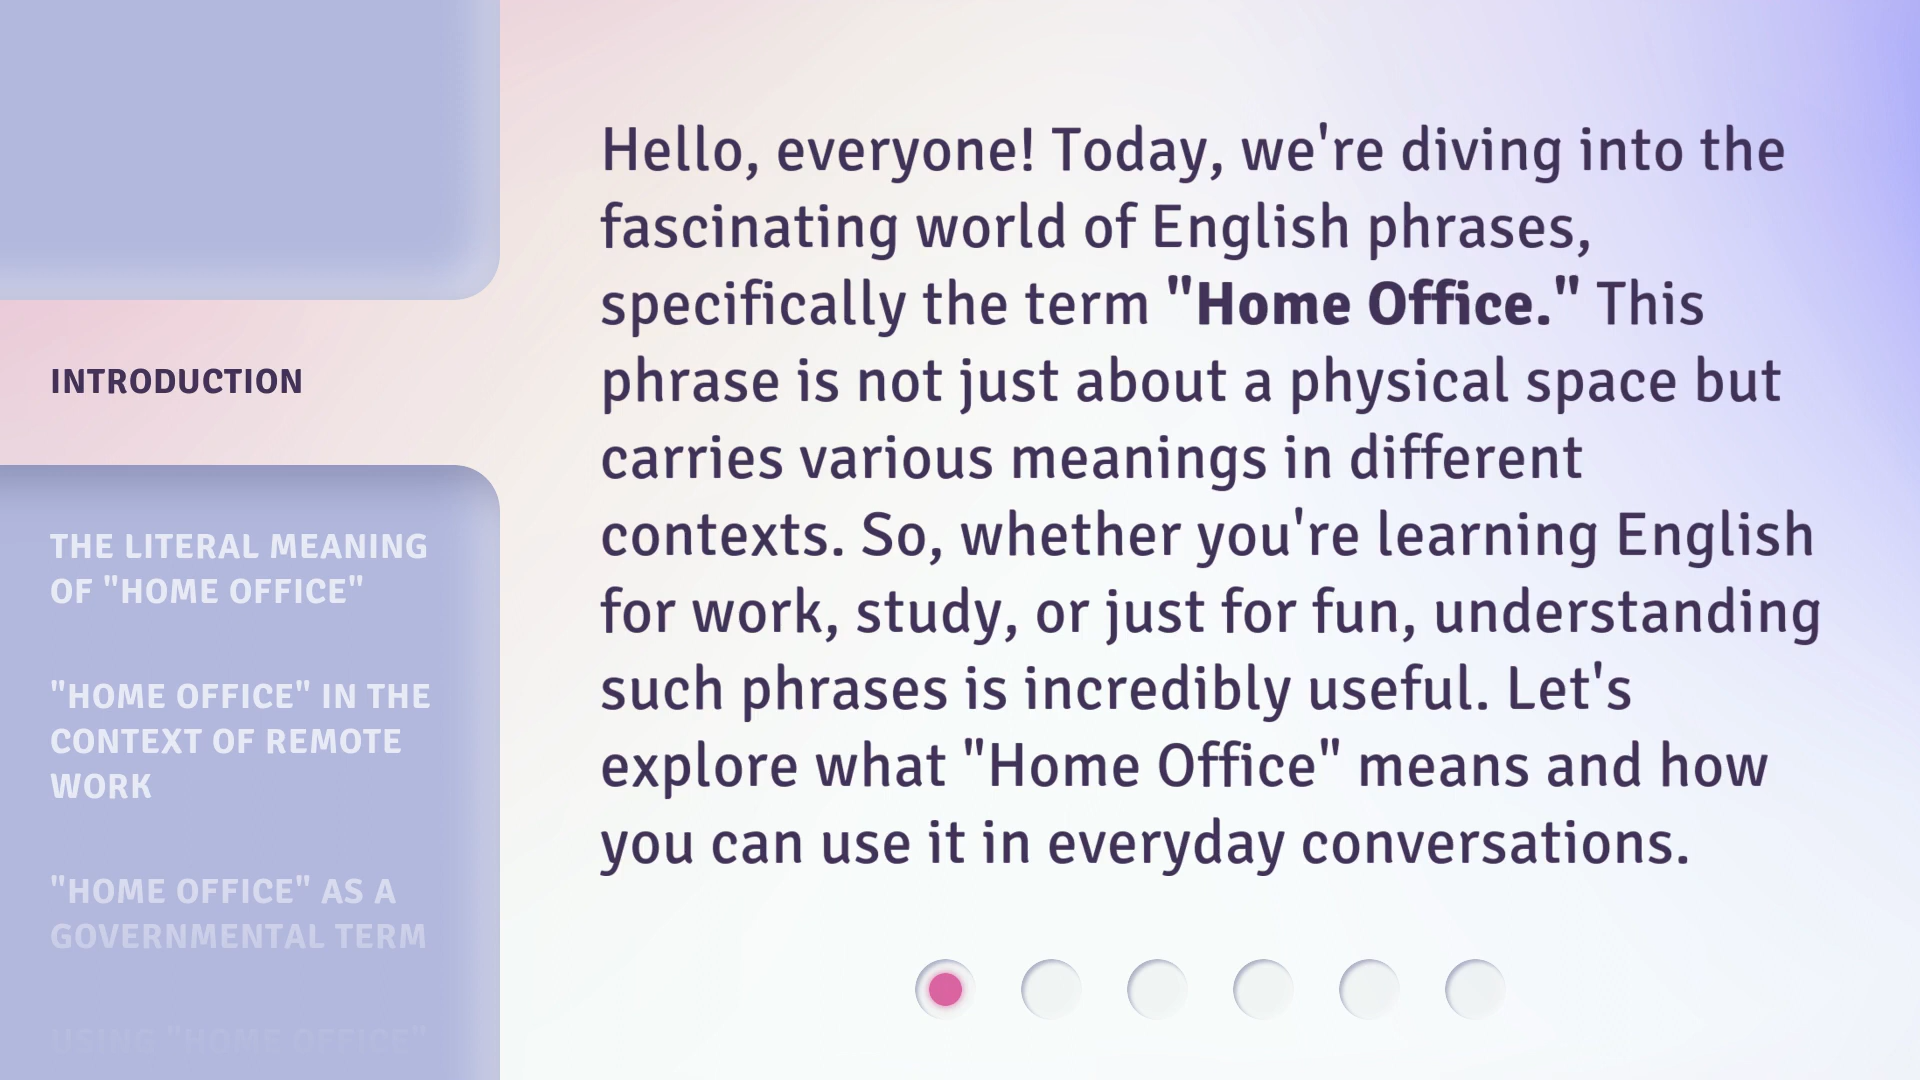 INTRODUCTION
THE LITERAL MEANING
OF "HOME OFFICE"
"HOME OFFICE" IN THE
CONTEXT OF REMOTE
WORK
"HOME OFFICE" AS A
GOVERNMENTAL TERM
USING "HOME OFFICE"
Hello, everyone! Today, we're diving into the
fascinating world of English phrases,
specifically the term "Home Office." This
phrase is not just about a physical space but
carries various meanings in different
contexts. So, whether you're learning English
for work, study, or just for fun, understanding
such phrases is incredibly useful. Let's
explore what "Home Office" means and how
you can use it in everyday conversations.